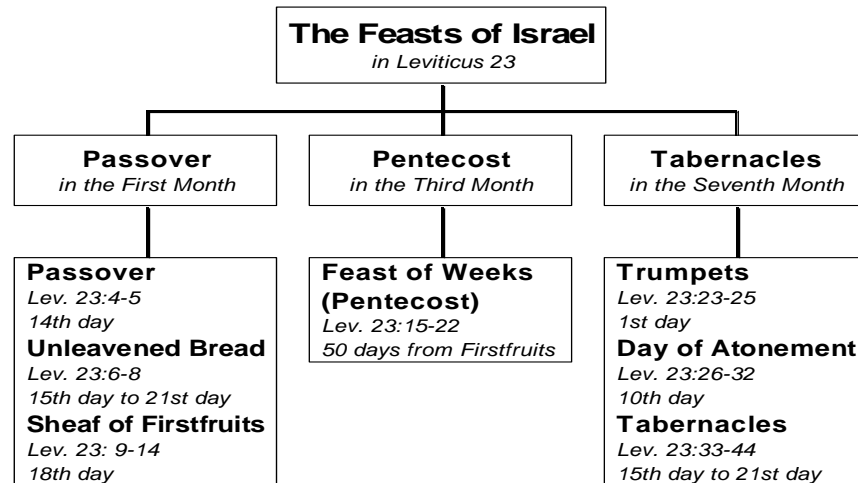 The Feasts of Israel
in Leviticus 23
Passover
in the First Month
Pentecost
in the Third Month
Tabernacles
in the Seventh Month
Passover
Lev. 23:4-5
14th day
Unleavened Bread
Lev. 23:6-8
15th day to 21st day
Sheaf of Firstfruits
Lev. 23: 9-14
18th day
Feast of Weeks
(Pentecost)
Lev. 23:15-22
50 days from Firstfruits
Trumpets
Lev. 23:23-25
1st day
Day of Atonement
Lev. 23:26-32
10th day
Tabernacles
Lev. 23:33-44
15th day to 21st day